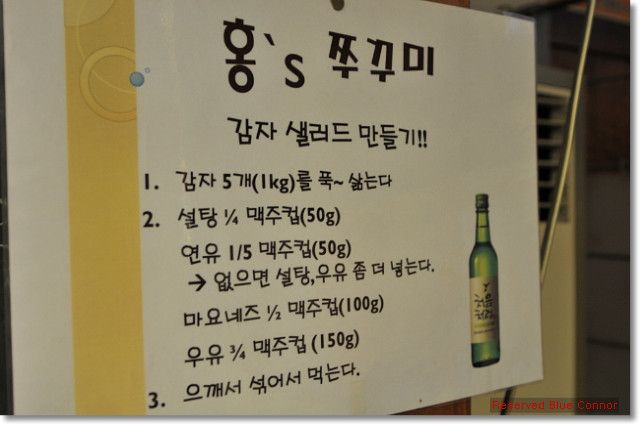 홍`s 쭈꾸미
감자 샐러드 만들기!!
1. 감자 5개(1kg)를 푹~ 삶는다
2. 설탕 ¼ 맥주컵(50g)
연유 1/5 맥주컵(50g)
→ 없으면 설탕,우유 좀 더 넣는다.
마요네즈 ½ 맥주컵(100g)
우유 ¾ 맥주컵 (150g)
3. 으깨서 섞어서 먹는다.
처음
처럼
Reserved Blue Connor